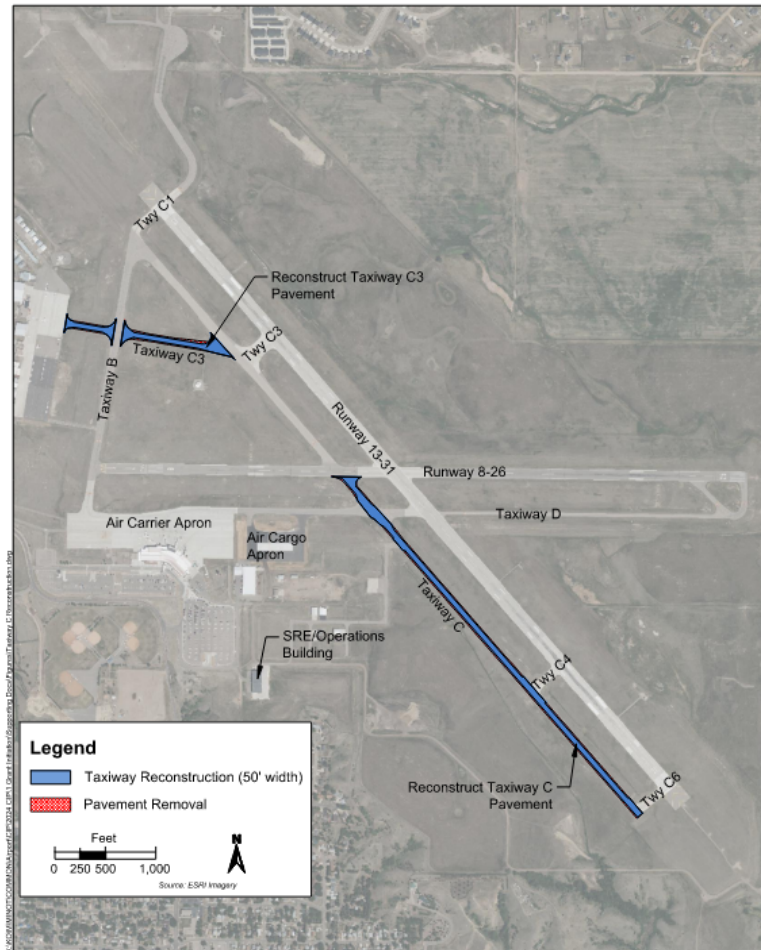 Twy C1
Reconstruct Taxiway C3
Pavement
Twy C3
Taxiway C3
Taxiway B
Runway 13-31
Runway 8-26
Taxiway D
Air Carrier Apron
Air Cargo
Apron
Taxiway C
SRE/Operations
Building
Twy C4
Reconstruct Taxiway C
Pavement
Twy C6
Legend
Taxiway Reconstruction (50' width)
Pavement Removal
Feet
0 250 500 1,000
N
Source: ESRI Imagery